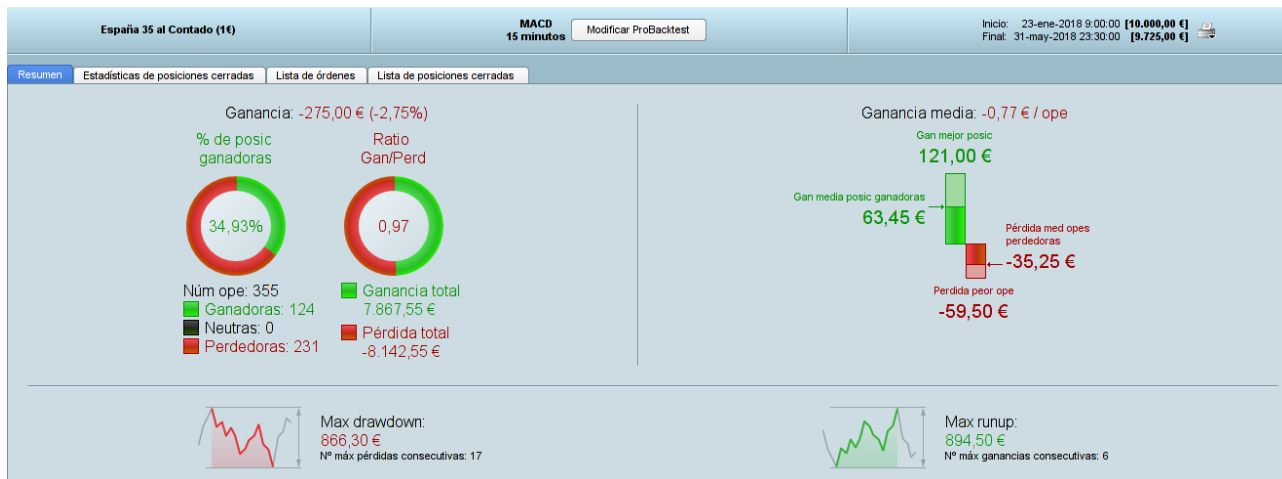 España 35 al Contado (1€)
MACD
15 minutos
Modificar ProBacktest
Inicio: 23-ene-2018 9:00:00 [10.000,00 €]
Final: 31-may-2018 23:30:00 [9.725,00 €]
Resumen
Estadísticas de posiciones cerradas
Lista de órdenes
Lista de posiciones cerradas
Ganancia: -275,00 € (-2,75%)
% de posic
ganadoras
34,93%
Ratio
Gan/Perd
0,97
Núm ope: 355
Ganadoras: 124
Neutras: 0
Perdedoras: 231
Ganancia total
7.867,55 €
Pérdida total
-8.142,55 €
Ganancia media: -0,77 € / ope
Gan mejor posic
121,00 €
Gan media posic ganadoras
63,45 €
Pérdida med opes
perdedoras
-35,25 €
Perdida peor ope
-59,50 €
Max drawdown:
866,30 €
Nº máx pérdidas consecutivas: 17
Max runup:
894,50 €
Nº máx ganancias consecutivas: 6